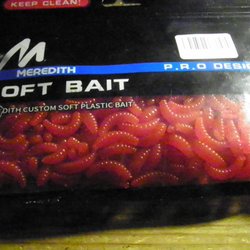 KEEP CLEAN!
MEREDITH
P.R.O DESI
OFT BAIT
DITH CUSTOM SOFT PLASTIC BAIT